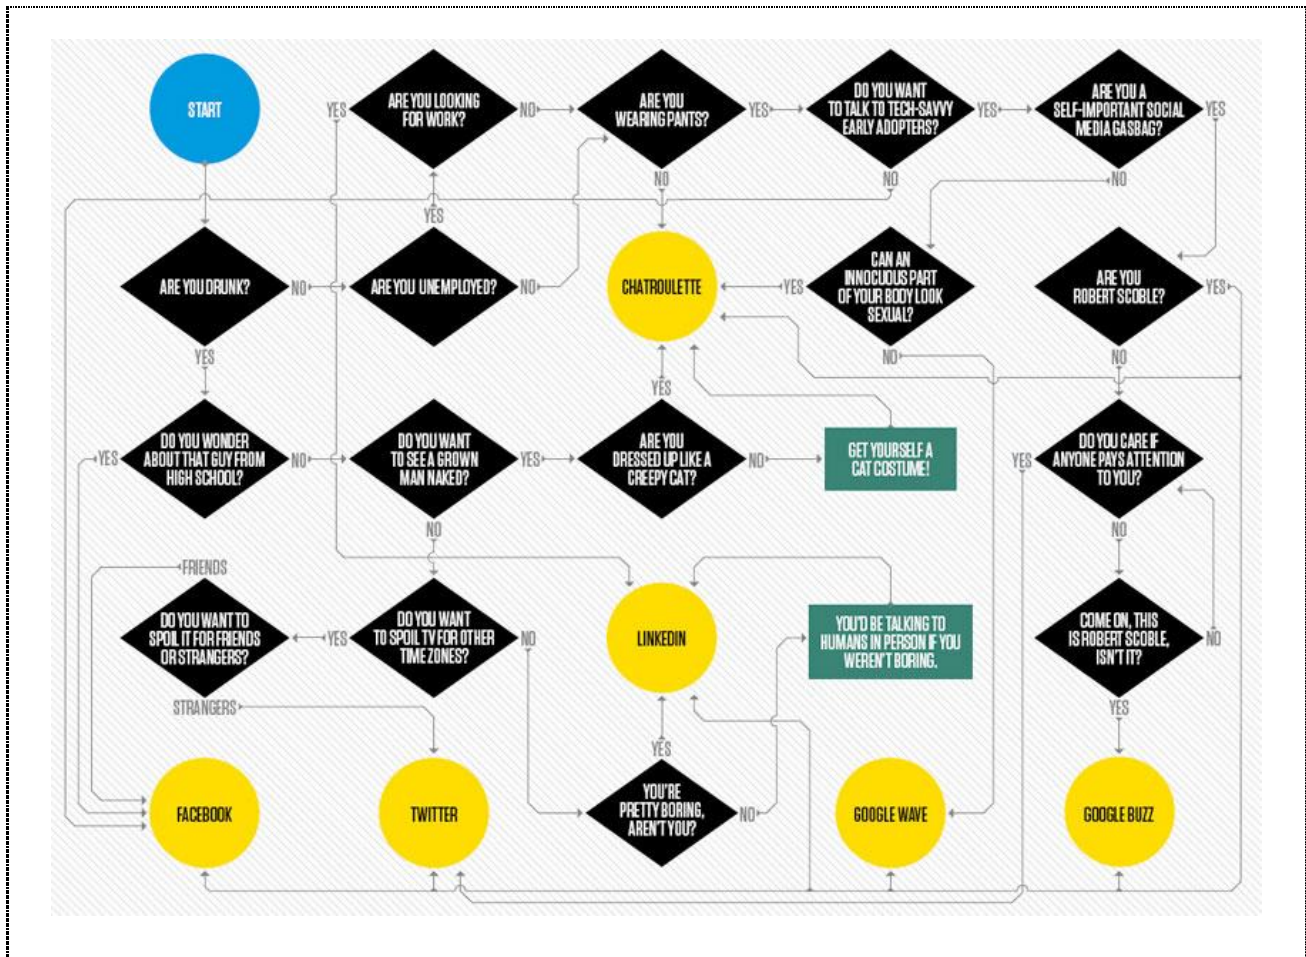 START
YES
ARE YOU LOOKING
FOR WORK?
NO
ARE YOU
WEARING PANTS?
YES
DO YOU WANT
TO TALK TO TECH-SAVVY
EARLY ADOPTERS?
YES
ARE YOU A
SELF-IMPORTANT SOCIAL
MEDIA GASBAG?
YES
NO
NO
NO
YES
ARE YOU DRUNK?
NO
ARE YOU UNEMPLOYED?
NO
CHATROULETTE
YES
CAN AN
INNOCUOUS PART
OF YOUR BODY LOOK
SEXUAL?
ARE YOU
ROBERT SCOBLE?
YES
YES
NO
NO
YES
YES
DO YOU WONDER
ABOUT THAT GUY FROM
HIGH SCHOOL?
NO
DO YOU WANT
TO SEE A GROWN
MAN NAKED?
YES
ARE YOU
DRESSED UP LIKE A
CREEPY CAT?
NO
GET YOURSELF A
CAT COSTUME!
YES
DO YOU CARE IF
ANYONE PAYS ATTENTION
TO YOU?
NO
NO
FRIENDS
DO YOU WANT TO
SPOIL IT FOR FRIENDS
OR STRANGERS?
YES
DO YOU WANT
TO SPOIL TV FOR OTHER
TIME ZONES?
NO
LINKEDIN
YOU'D BE TALKING TO
HUMANS IN PERSON IF YOU
WEREN'T BORING.
COME ON, THIS
IS ROBERT SCOBLE,
ISN'T IT?
NO
STRANGERS
YES
YES
FACEBOOK
TWITTER
YOU'RE
PRETTY BORING,
AREN'T YOU?
NO
GOOGLE WAVE
GOOGLE BUZZ